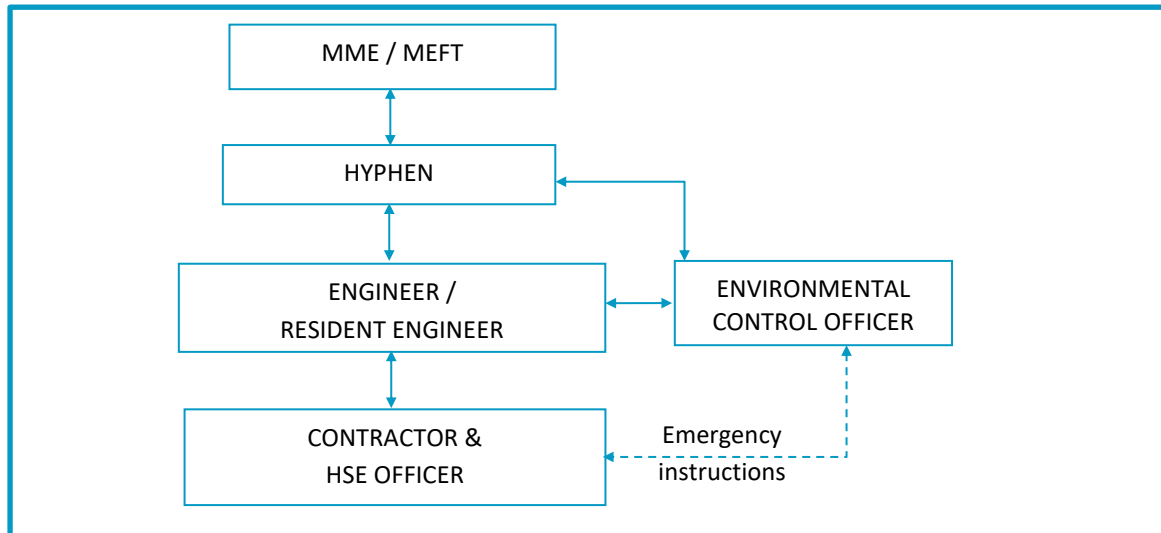 MME / MEFT
HYPHEN
ENGINEER /
RESIDENT ENGINEER
ENVIRONMENTAL
CONTROL OFFICER
CONTRACTOR &
HSE OFFICER
Emergency
instructions